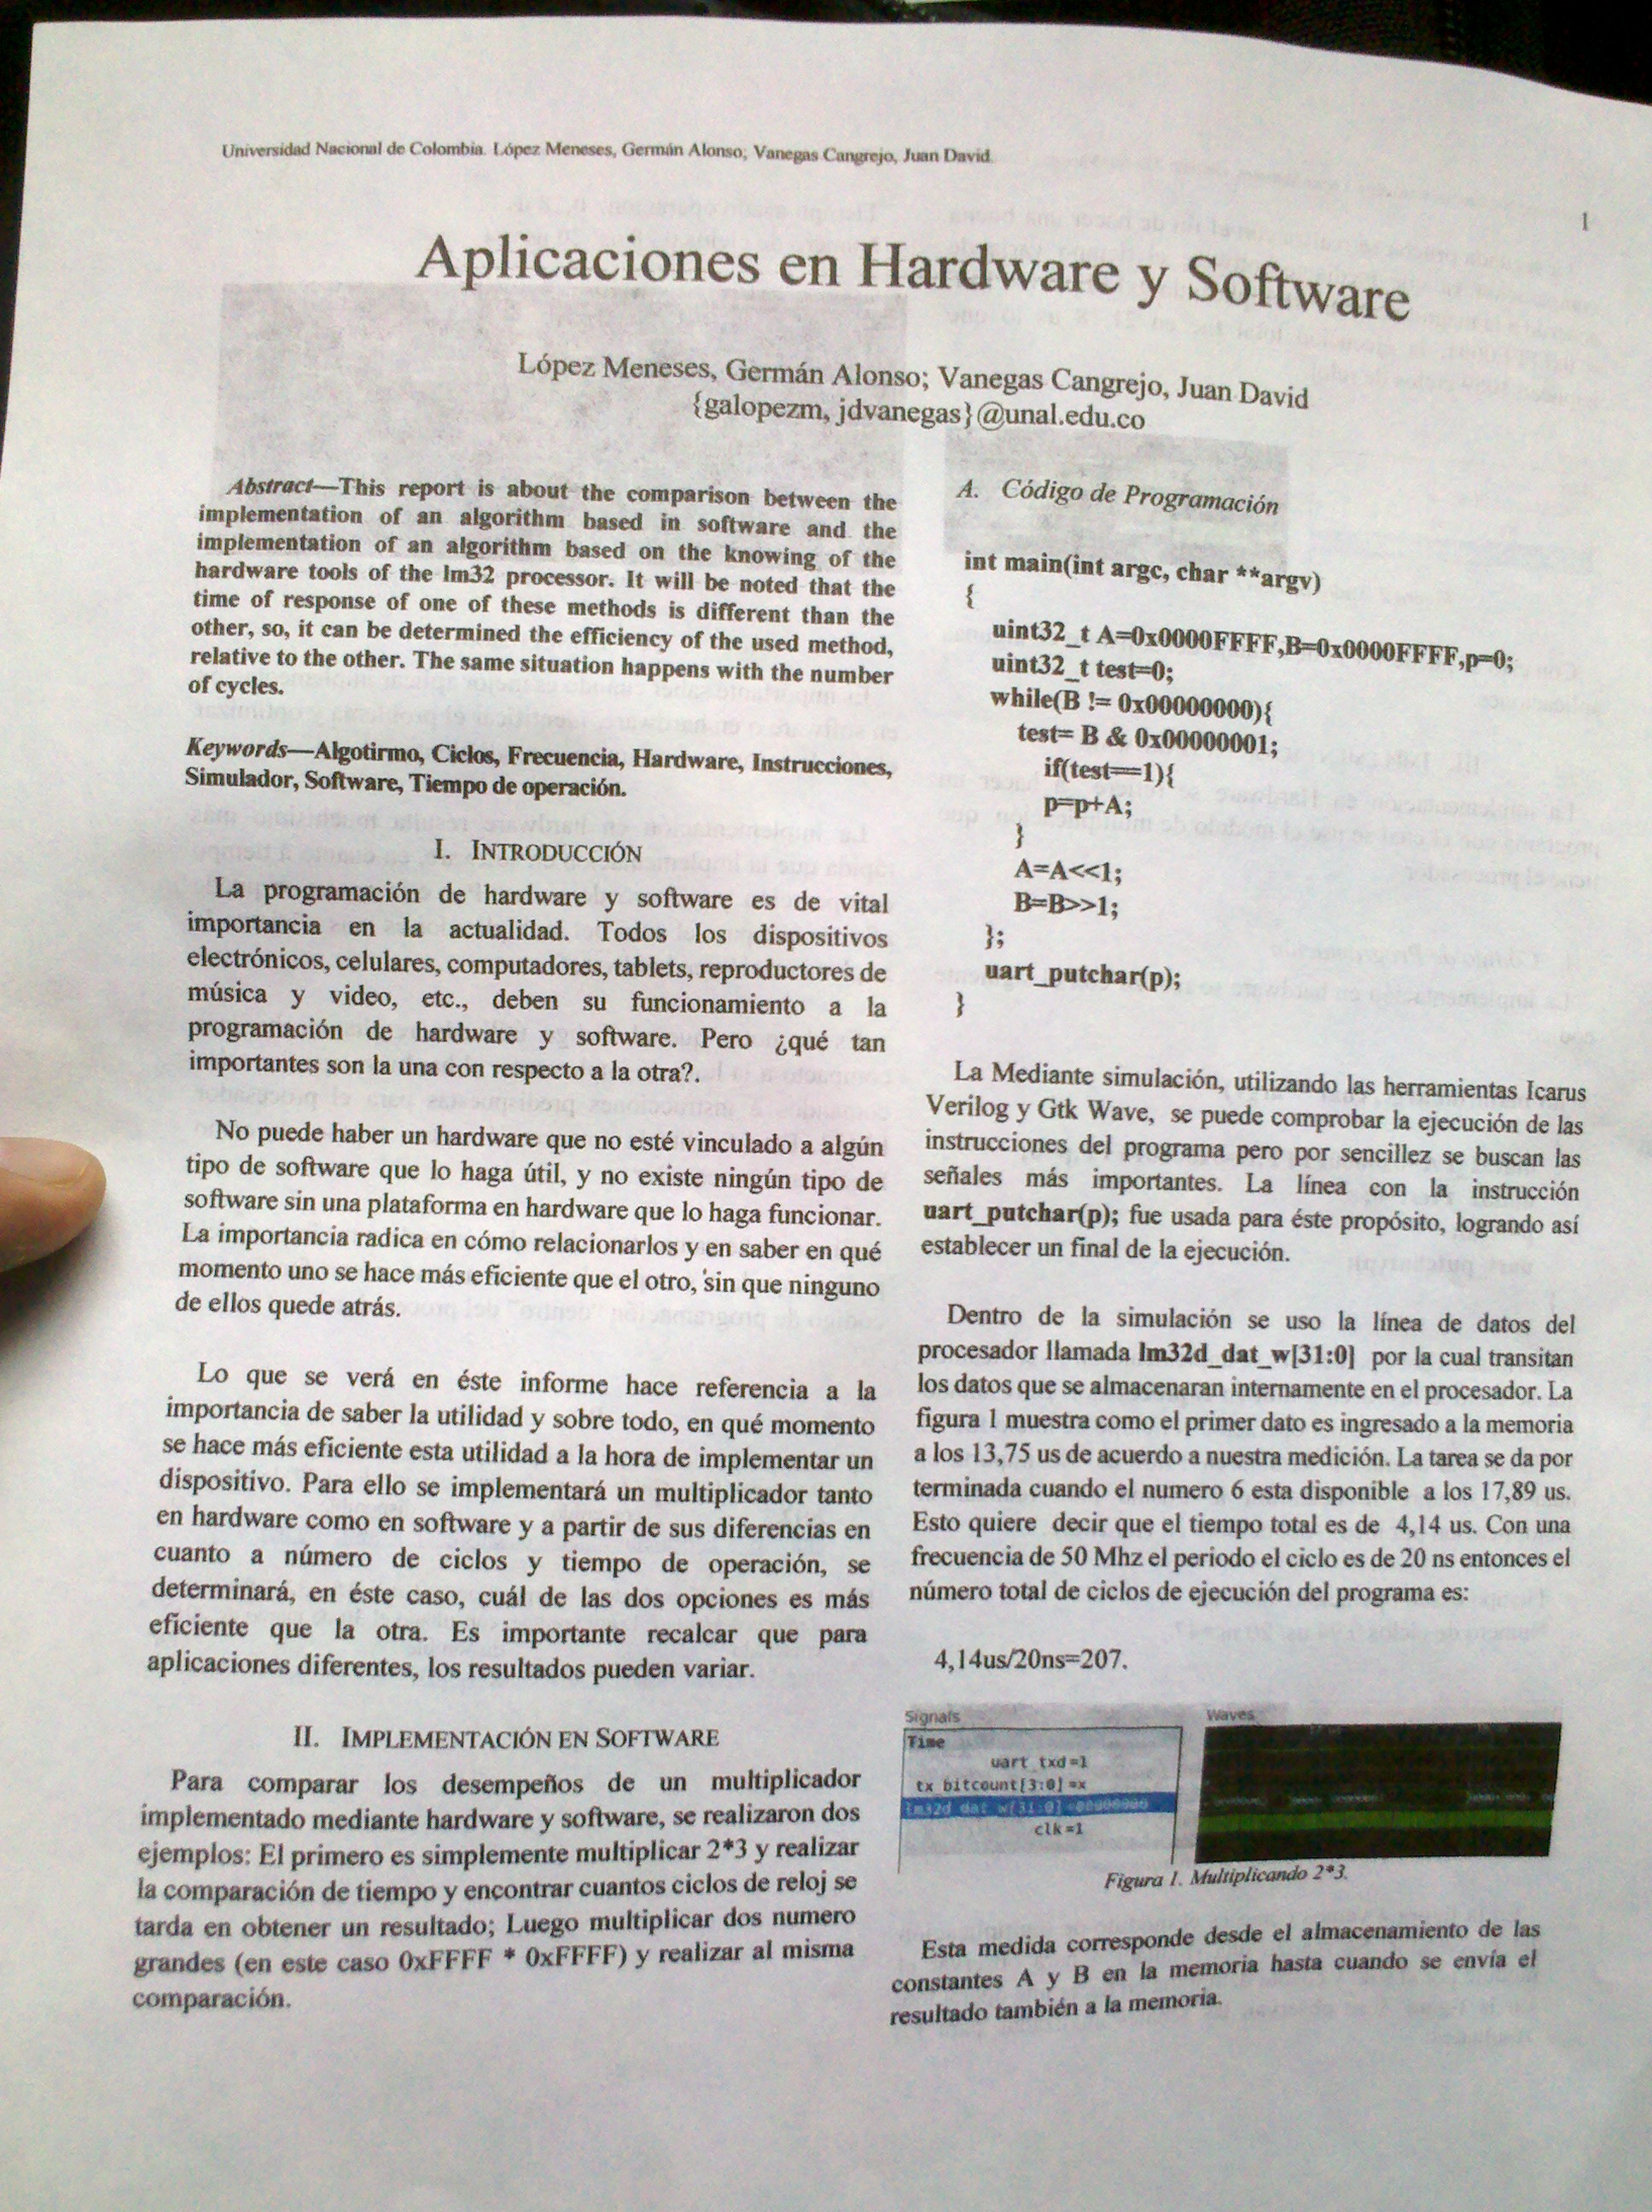 Universidad Nacional de Colombia. López Meneses, Germán Alonso; Vanegas Cangrejo, Juan David.
1
Aplicaciones en Hardware y Software
López Meneses, Germán Alonso; Vanegas Cangrejo, Juan David
{galopezm, jdvanegas}@unal.edu.co
Abstract—This report is about the comparison between the
implementation of an algorithm based in software and the
implementation of an algorithm based on the knowing of the
hardware tools of the lm32 processor. It will be noted that the
time of response of one of these methods is different than the
other, so, it can be determined the efficiency of the used method,
relative to the other. The same situation happens with the number
of cycles.
Keywords—Algotirmo, Ciclos, Frecuencia, Hardware, Instrucciones,
Simulador, Software, Tiempo de operación.
I. INTRODUCCIÓN
La programación de hardware y software es de vital
importancia en la actualidad. Todos los dispositivos
electrónicos, celulares, computadores, tablets, reproductores de
música y video, etc., deben su funcionamiento a la
programación de hardware y software. Pero ¿qué tan
importantes son la una con respecto a la otra?.
No puede haber un hardware que no esté vinculado a algún
tipo de software que lo haga útil, y no existe ningún tipo de
software sin una plataforma en hardware que lo haga funcionar.
La importancia radica en cómo relacionarlos y en saber en qué
momento uno se hace más eficiente que el otro, sin que ninguno
de ellos quede atrás.
Lo que se verá en éste informe hace referencia a la
importancia de saber la utilidad y sobre todo, en qué momento
se hace más eficiente esta utilidad a la hora de implementar un
dispositivo. Para ello se implementará un multiplicador tanto
en hardware como en software y a partir de sus diferencias en
cuanto a número de ciclos y tiempo de operación, se
determinará, en éste caso, cuál de las dos opciones es más
eficiente que la otra. Es importante recalcar que para
aplicaciones diferentes, los resultados pueden variar.
II. IMPLEMENTACIÓN EN SOFTWARE
Para comparar los desempeños de un multiplicador
implementado mediante hardware y software, se realizaron dos
ejemplos: El primero es simplemente multiplicar 2*3 y realizar
la comparación de tiempo y encontrar cuantos ciclos de reloj se
tarda en obtener un resultado; Luego multiplicar dos numero
grandes (en este caso 0xFFFF * 0xFFFF) y realizar al misma
comparación.
A. Código de Programación
int main(int argc, char **argv)
{
uint32_t A=0x0000FFFF,B=0x0000FFFF,p=0;
uint32_t test=0;
while(B != 0x00000000){
test= B & 0x00000001;
if(test==1){
p=p+A;
}
A=A<<1;
B=B>>1;
};
uart_putchar(p);
}
La Mediante simulación, utilizando las herramientas Icarus
Verilog y Gtk Wave, se puede comprobar la ejecución de las
instrucciones del programa pero por sencillez se buscan las
señales más importantes. La línea con la instrucción
uart_putchar(p); fue usada para éste propósito, logrando así
establecer un final de la ejecución.
Dentro de la simulación se uso la línea de datos del
procesador llamada lm32d_dat_w[31:0] por la cual transitan
los datos que se almacenaran internamente en el procesador. La
figura 1 muestra como el primer dato es ingresado a la memoria
a los 13,75 us de acuerdo a nuestra medición. La tarea se da por
terminada cuando el numero 6 esta disponible a los 17,89 us.
Esto quiere decir que el tiempo total es de 4,14 us. Con una
frecuencia de 50 Mhz el periodo el ciclo es de 20 ns entonces el
número total de ciclos de ejecución del programa es:
4,14us/20ns=207.
Signals
Waves
Time
uart_txd=1
tx_bitcount[3:0]=x
lm32d_dat_w[31:0]=00000000
clk=1
Figura 1. Multiplicando 2*3.
Esta medida corresponde desde el almacenamiento de las
constantes A y B en la memoria hasta cuando se envía el
resultado también a la memoria.